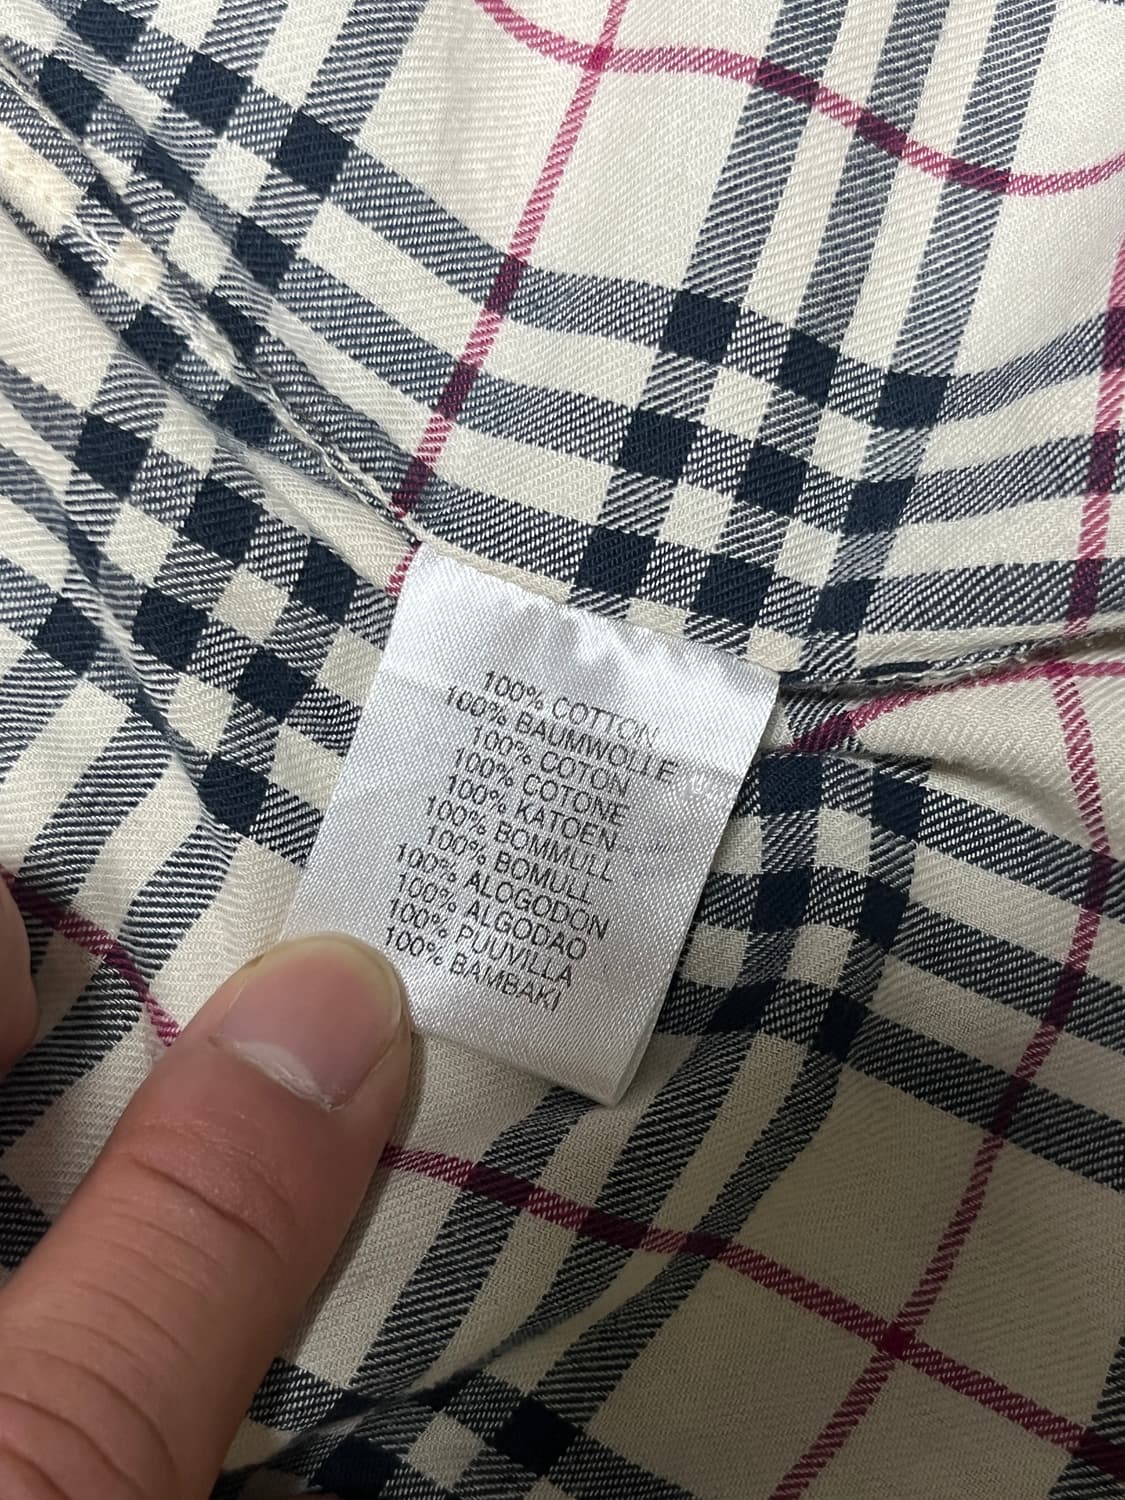 100% COTTON
100% BAUMWOLLE
100% COTON
100% COTONE
100% KATOEN
100% BOMMULL
100% BOMULL
100% ALOGODON
100% ALGODAO
100% PUUVILLA
100% BAMBAKI